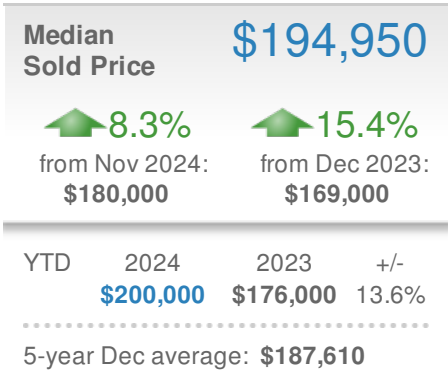 Median $194,950
Sold Price
8.3% 15.4%
from Nov 2024: from Dec 2023:
$180,000 $169,000
YTD 2024 2023 +/-
$200,000 $176,000 13.6%
5-year Dec average: $187,610